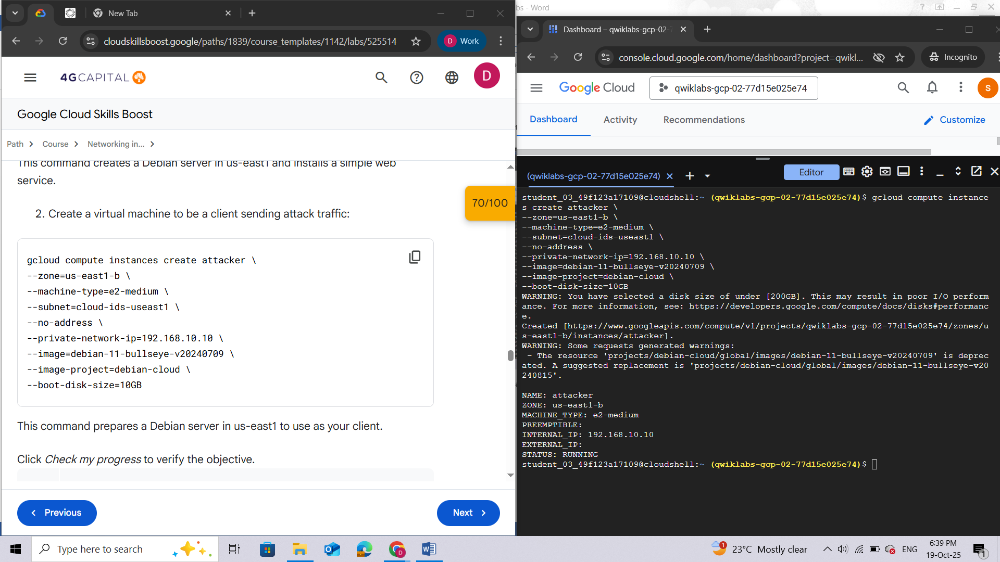 New Tab
cloudskillsboost.google/paths/1839/course_templates/1142/labs/525514
D
Work
4GCAPITAL
D
Google Cloud Skills Boost
Path
Course
Networking in...
This command creates a Debian server in us-east1 and installs a simple web
service.
70/100
2. Create a virtual machine to be a client sending attack traffic:
gcloud compute instances create attacker \
--zone=us-east1-b \
--machine-type=e2-medium \
--subnet=cloud-ids-useast1 \
--no-address \
--private-network-ip=192.168.10.10 \
--image=debian-11-bullseye-v20240709 \
--image-project=debian-cloud \
--boot-disk-size=10GB
This command prepares a Debian server in us-east1 to use as your client.
Click Check my progress to verify the objective.
Previous
Next
bs - Word
Dashboard – qwiklabs-gcp-02-7
console.cloud.google.com/home/dashboard?project=qwikl...
Incognito
Google Cloud
qwiklabs-gcp-02-77d15e025e74
S
Dashboard
Activity
Recommendations
Customize
(qwiklabs-gcp-02-77d15e025e74)
Editor
student_03_49f123a17109@cloudshell:~ (qwiklabs-gcp-02-77d15e025e74)$ gcloud compute instance
s create attacker \
--zone=us-east1-b \
--machine-type=e2-medium \
--subnet=cloud-ids-useast1 \
--no-address \
--private-network-ip=192.168.10.10 \
--image=debian-11-bullseye-v20240709 \
--image-project=debian-cloud \
--boot-disk-size=10GB
WARNING: You have selected a disk size of under [200GB]. This may result in poor I/O perform
ance. For more information, see: https://developers.google.com/compute/docs/disks#performanc
e.
Created [https://www.googleapis.com/compute/v1/projects/qwiklabs-gcp-02-77d15e025e74/zones/u
s-east1-b/instances/attacker].
WARNING: Some requests generated warnings:
- The resource 'projects/debian-cloud/global/images/debian-11-bullseye-v20240709' is deprec
ated. A suggested replacement is 'projects/debian-cloud/global/images/debian-11-bullseye-v20
240815'.
NAME: attacker
ZONE: us-east1-b
MACHINE_TYPE: e2-medium
PREEMPTIBLE:
INTERNAL_IP: 192.168.10.10
EXTERNAL_IP:
STATUS: RUNNING
student_03_49f123a17109@cloudshell:~ (qwiklabs-gcp-02-77d15e025e74)$
Type here to search
1
23°C Mostly clear
ENG
6:39 PM
19-Oct-25
1